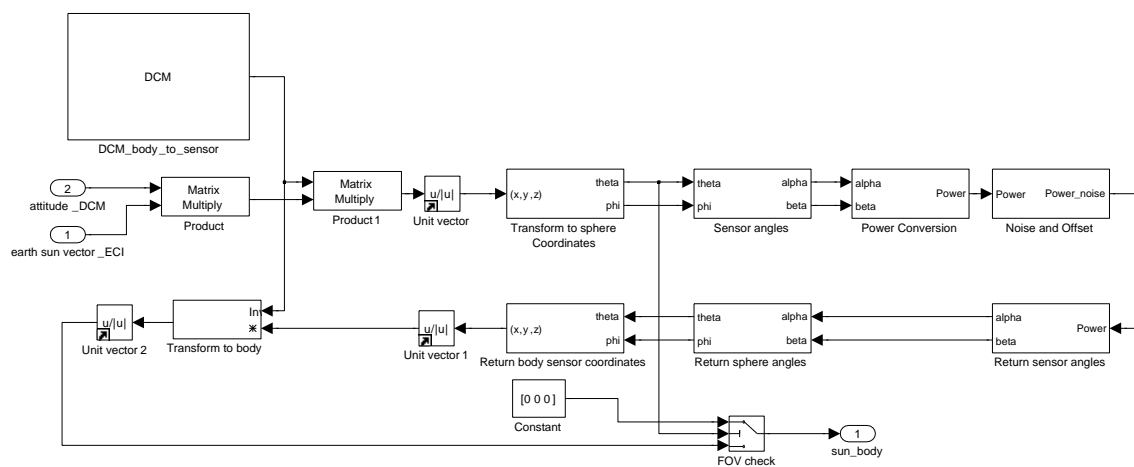 DCM
DCM_body_to_sensor
2
attitude _DCM
1
earth sun vector _ECI
Matrix
Multiply
Product
Matrix
Multiply
Product 1
u/|u|
Unit vector
(x,y,z)
theta
phi
Transform to sphere
Coordinates
theta
phi
alpha
beta
Sensor angles
alpha
beta
Power
Power Conversion
Power
Power_noise
Noise and Offset
u/|u|
Unit vector 2
Inv
Transform to body
u/|u|
Unit vector 1
(x,y,z)
theta
phi
Return body sensor coordinates
theta
phi
alpha
beta
Return sphere angles
alpha
beta
Power
Return sensor angles
[0 0 0]
Constant
FOV check
1
sun_body